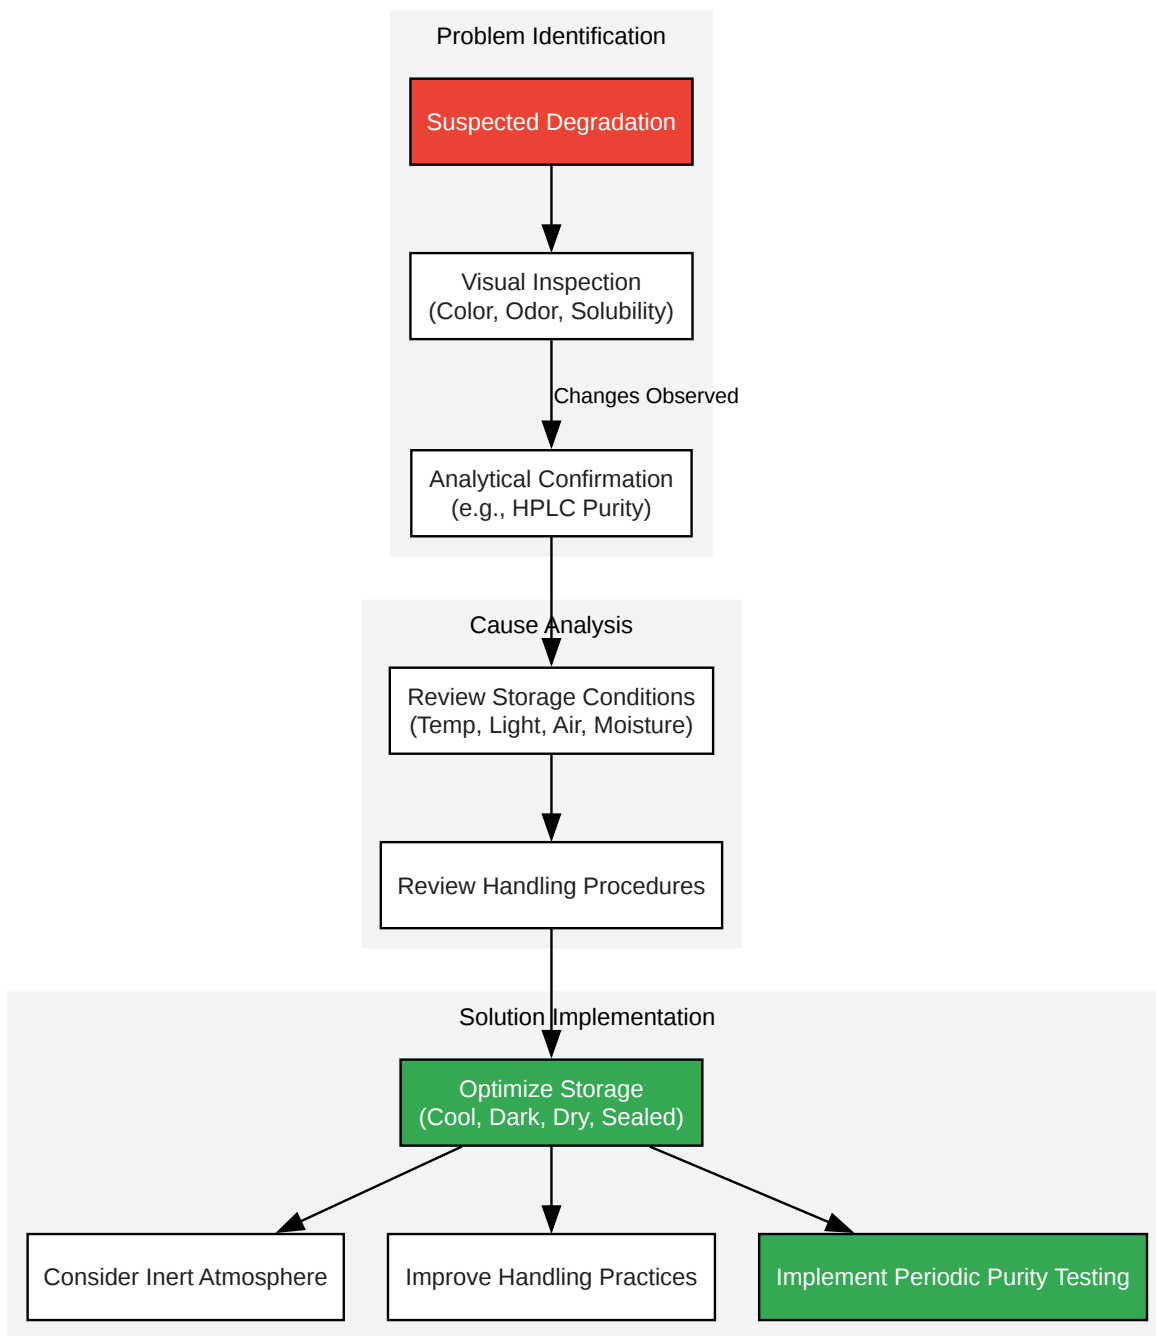 Problem Identification
Suspected Degradation
Visual Inspection
(Color, Odor, Solubility)
Changes Observed
Analytical Confirmation
(e.g., HPLC Purity)
Cause Analysis
Review Storage Conditions
(Temp, Light, Air, Moisture)
Review Handling Procedures
Solution Implementation
Optimize Storage
(Cool, Dark, Dry, Sealed)
Consider Inert Atmosphere
Improve Handling Practices
Implement Periodic Purity Testing